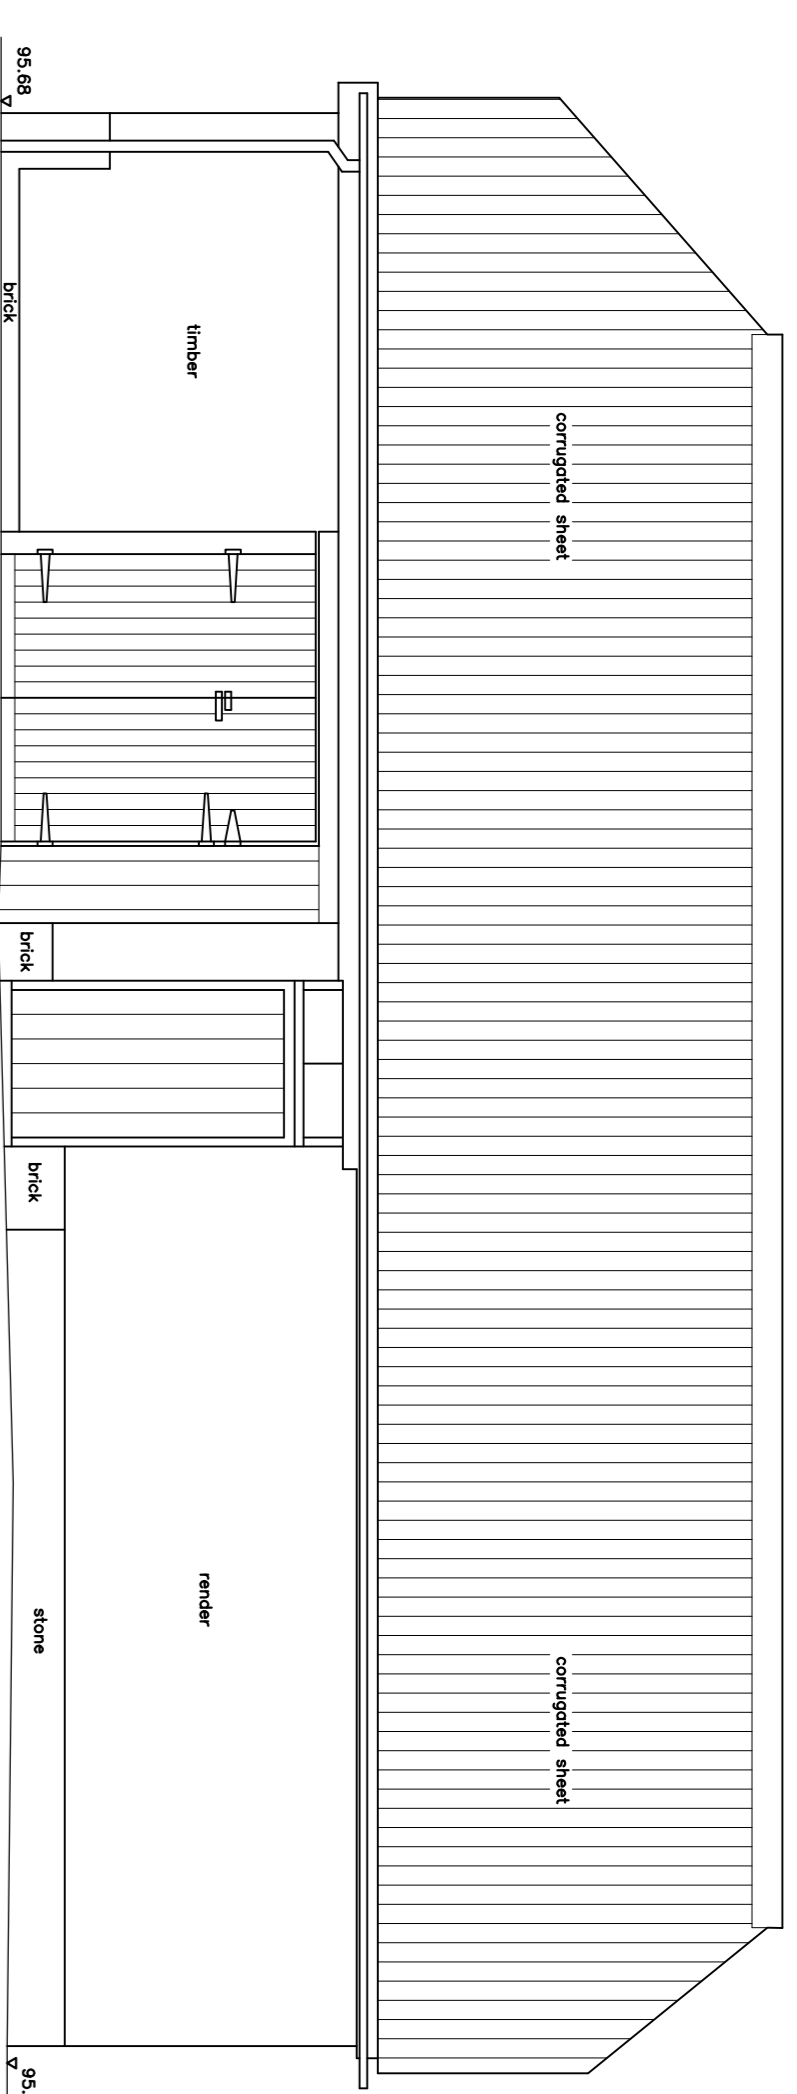 corrugated sheet
corrugated sheet
timber
render
brick
brick
brick
stone
95.68
95.